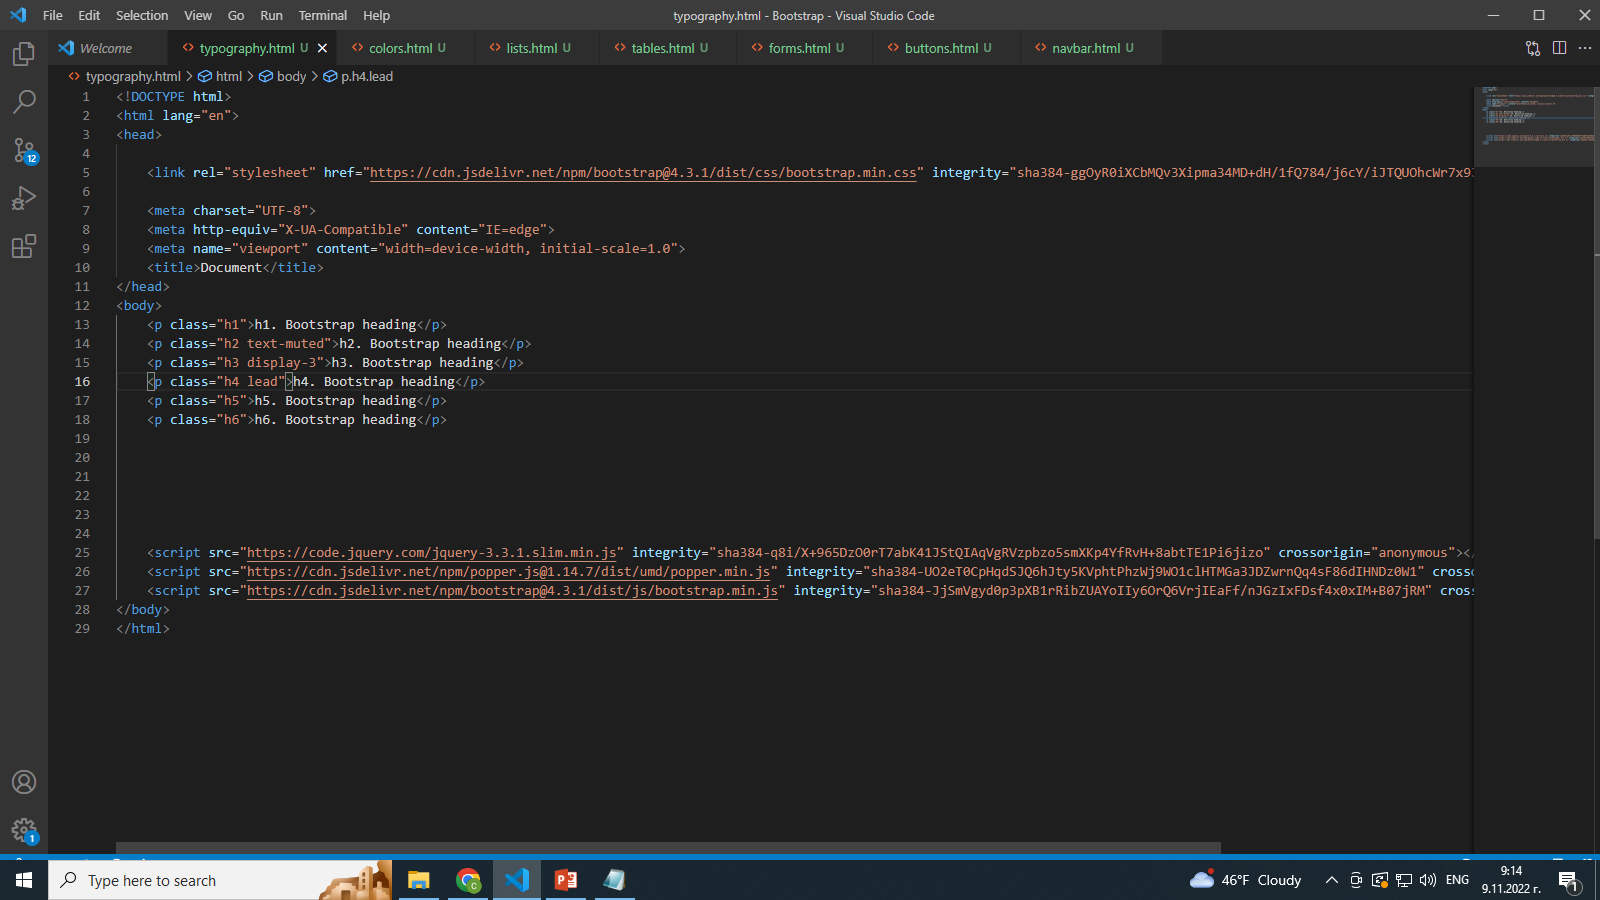 File Edit Selection View Go Run Terminal Help typography.html - Bootstrap - Visual Studio Code
Welcome typography.html U colors.html U lists.html U tables.html U forms.html U buttons.html U navbar.html U
typography.html > html > body > p.h4.lead
1 <!DOCTYPE html>
2 <html lang="en">
3 <head>
4
5 <link rel="stylesheet" href="https://cdn.jsdelivr.net/npm/bootstrap@4.3.1/dist/css/bootstrap.min.css" integrity="sha384-ggOyR0iXCbMQv3Xipma34MD+dH/1fQ784/j6cY/iJTQUOhcWr7x9
6
7 <meta charset="UTF-8">
8 <meta http-equiv="X-UA-Compatible" content="IE=edge">
9 <meta name="viewport" content="width=device-width, initial-scale=1.0">
10 <title>Document</title>
11 </head>
12 <body>
13 <p class="h1">h1. Bootstrap heading</p>
14 <p class="h2 text-muted">h2. Bootstrap heading</p>
15 <p class="h3 display-3">h3. Bootstrap heading</p>
16 <p class="h4 lead">h4. Bootstrap heading</p>
17 <p class="h5">h5. Bootstrap heading</p>
18 <p class="h6">h6. Bootstrap heading</p>
19
20
21
22
23
24
25 <script src="https://code.jquery.com/jquery-3.3.1.slim.min.js" integrity="sha384-q8i/X+965DzO0rT7abK41JStQIAqVgRVzpbzo5smXKp4YfRvH+8abtTE1Pi6jizo" crossorigin="anonymous"></
26 <script src="https://cdn.jsdelivr.net/npm/popper.js@1.14.7/dist/umd/popper.min.js" integrity="sha384-UO2eT0CpHqdSJQ6hJty5KVphtPhzWj9WO1clHTMGa3JDZwrnQq4sF86dIHNDz0W1" cross
27 <script src="https://cdn.jsdelivr.net/npm/bootstrap@4.3.1/dist/js/bootstrap.min.js" integrity="sha384-JjSmVgyd0p3pXB1rRibZUAYoIIy6OrQ6VrjIEaFf/nJGzIxFDsf4x0xIM+B07jRM" cros
28 </body>
29 </html>
12
1
Type here to search
46°F Cloudy
ENG
9:14
9.11.2022 г.
1